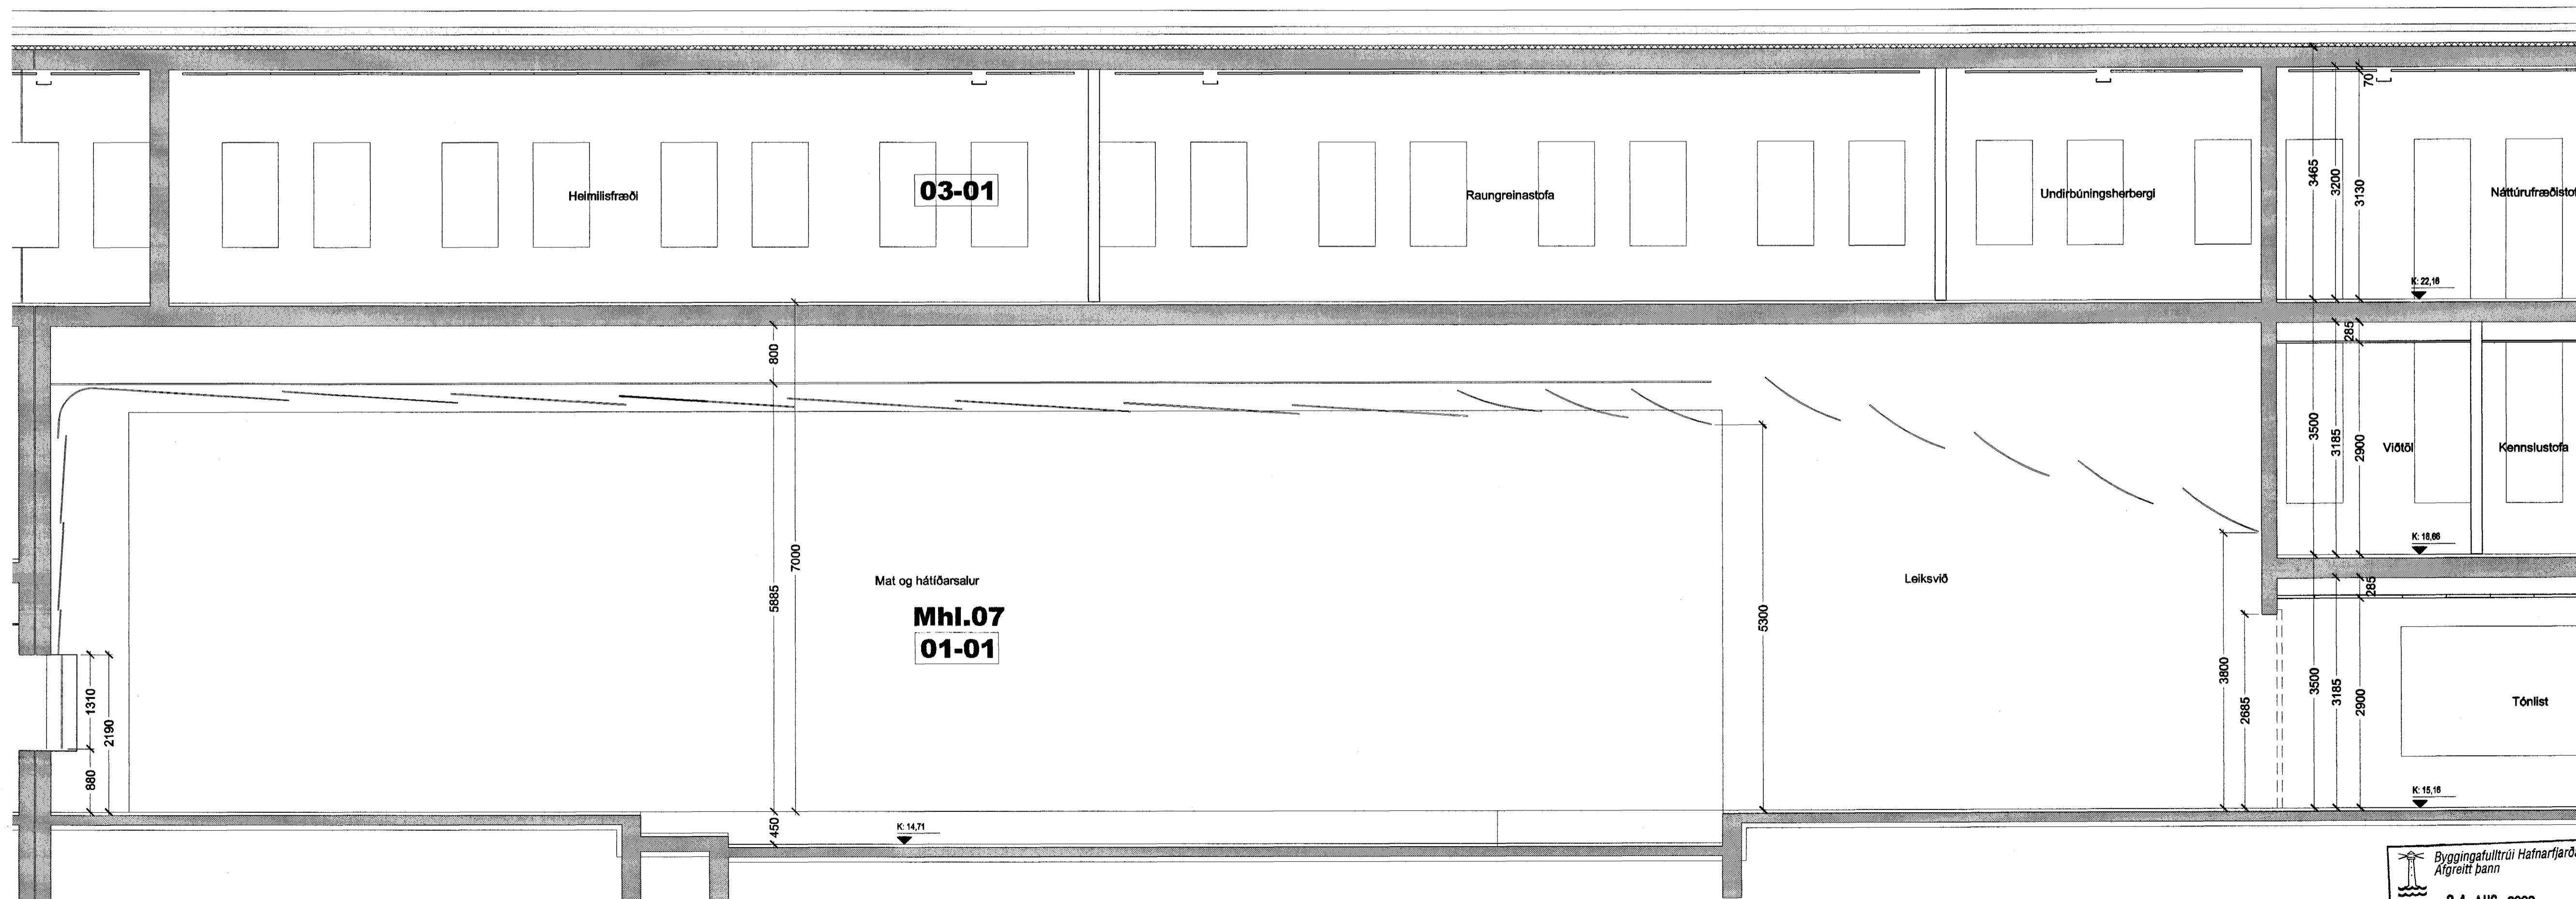 Heimilisfræði
03-01
Raungreinastofa
Undirbúningsherbergi
3465
3200
3130
70
Náttúrufræðistof
K: 22,16
800
285
3500
3185
2900
Viðtöl
Kennslustofa
K: 18,66
7000
5885
Mat og hátíðarsalur
Mhl.07
01-01
Leiksvið
5300
3800
2685
285
3500
3185
2900
Tónlist
1310
2190
880
450
K: 14,71
K: 15,16
Byggingafulltrúi Hafnarfjarða
Afgreitt þann